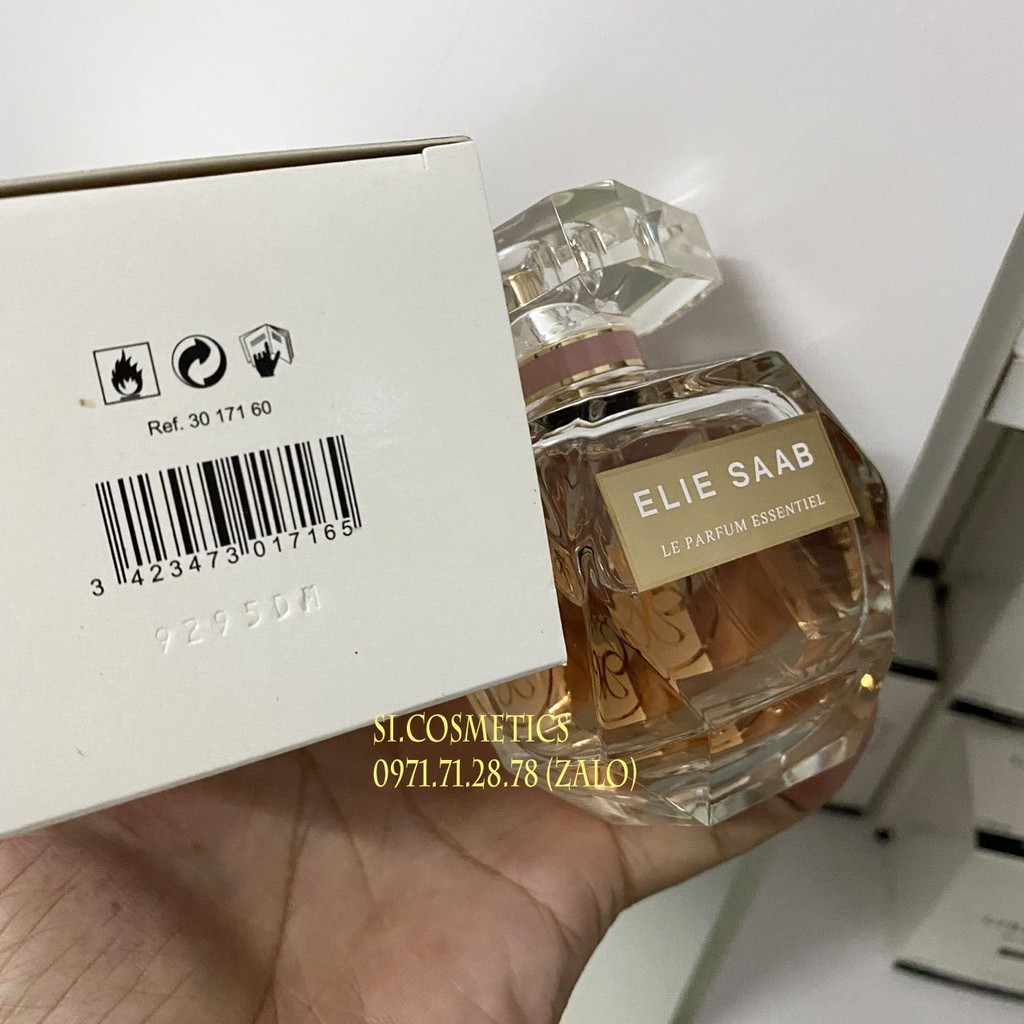 Ref. 30 171 60
3 423473 017165
9295DM
ELIE SAAB
LE PARFUM ESSENTIEL
SI.COSMETICS
0971.71.28.78 (ZALO)